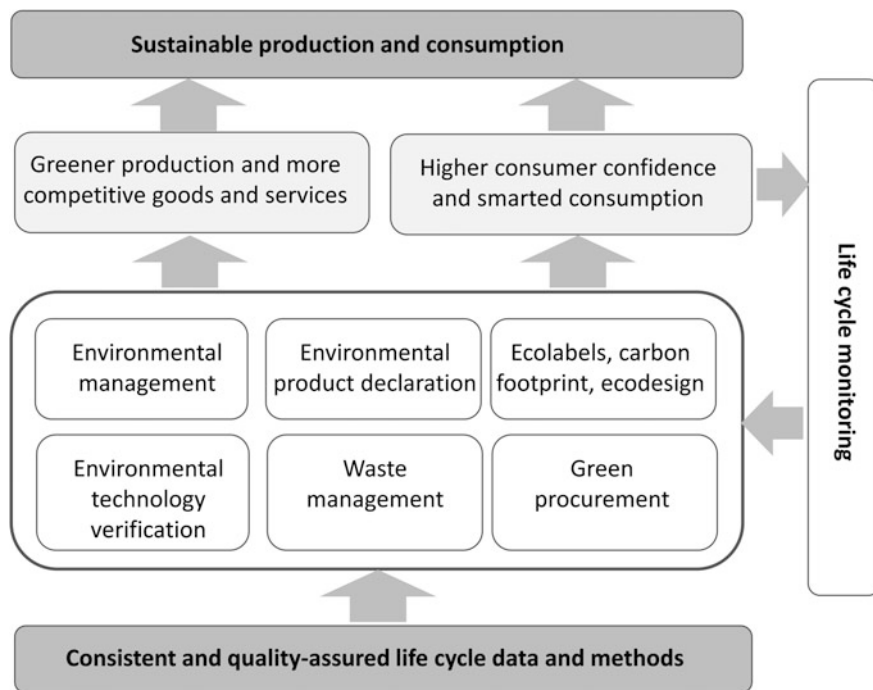 Sustainable production and consumption
Greener production and more
competitive goods and services
Higher consumer confidence
and smarted consumption
Life cycle monitoring
Environmental
management
Environmental
product declaration
Ecolabels, carbon
footprint, ecodesign
Environmental
technology
verification
Waste
management
Green
procurement
Consistent and quality-assured life cycle data and methods